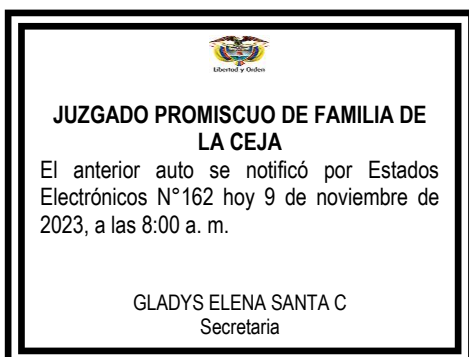 Libertad y Orden
JUZGADO PROMISCUO DE FAMILIA DE
LA CEJA
El anterior auto se notificó por Estados
Electrónicos N°162 hoy 9 de noviembre de
2023, a las 8:00 a. m.
GLADYS ELENA SANTA C
Secretaria